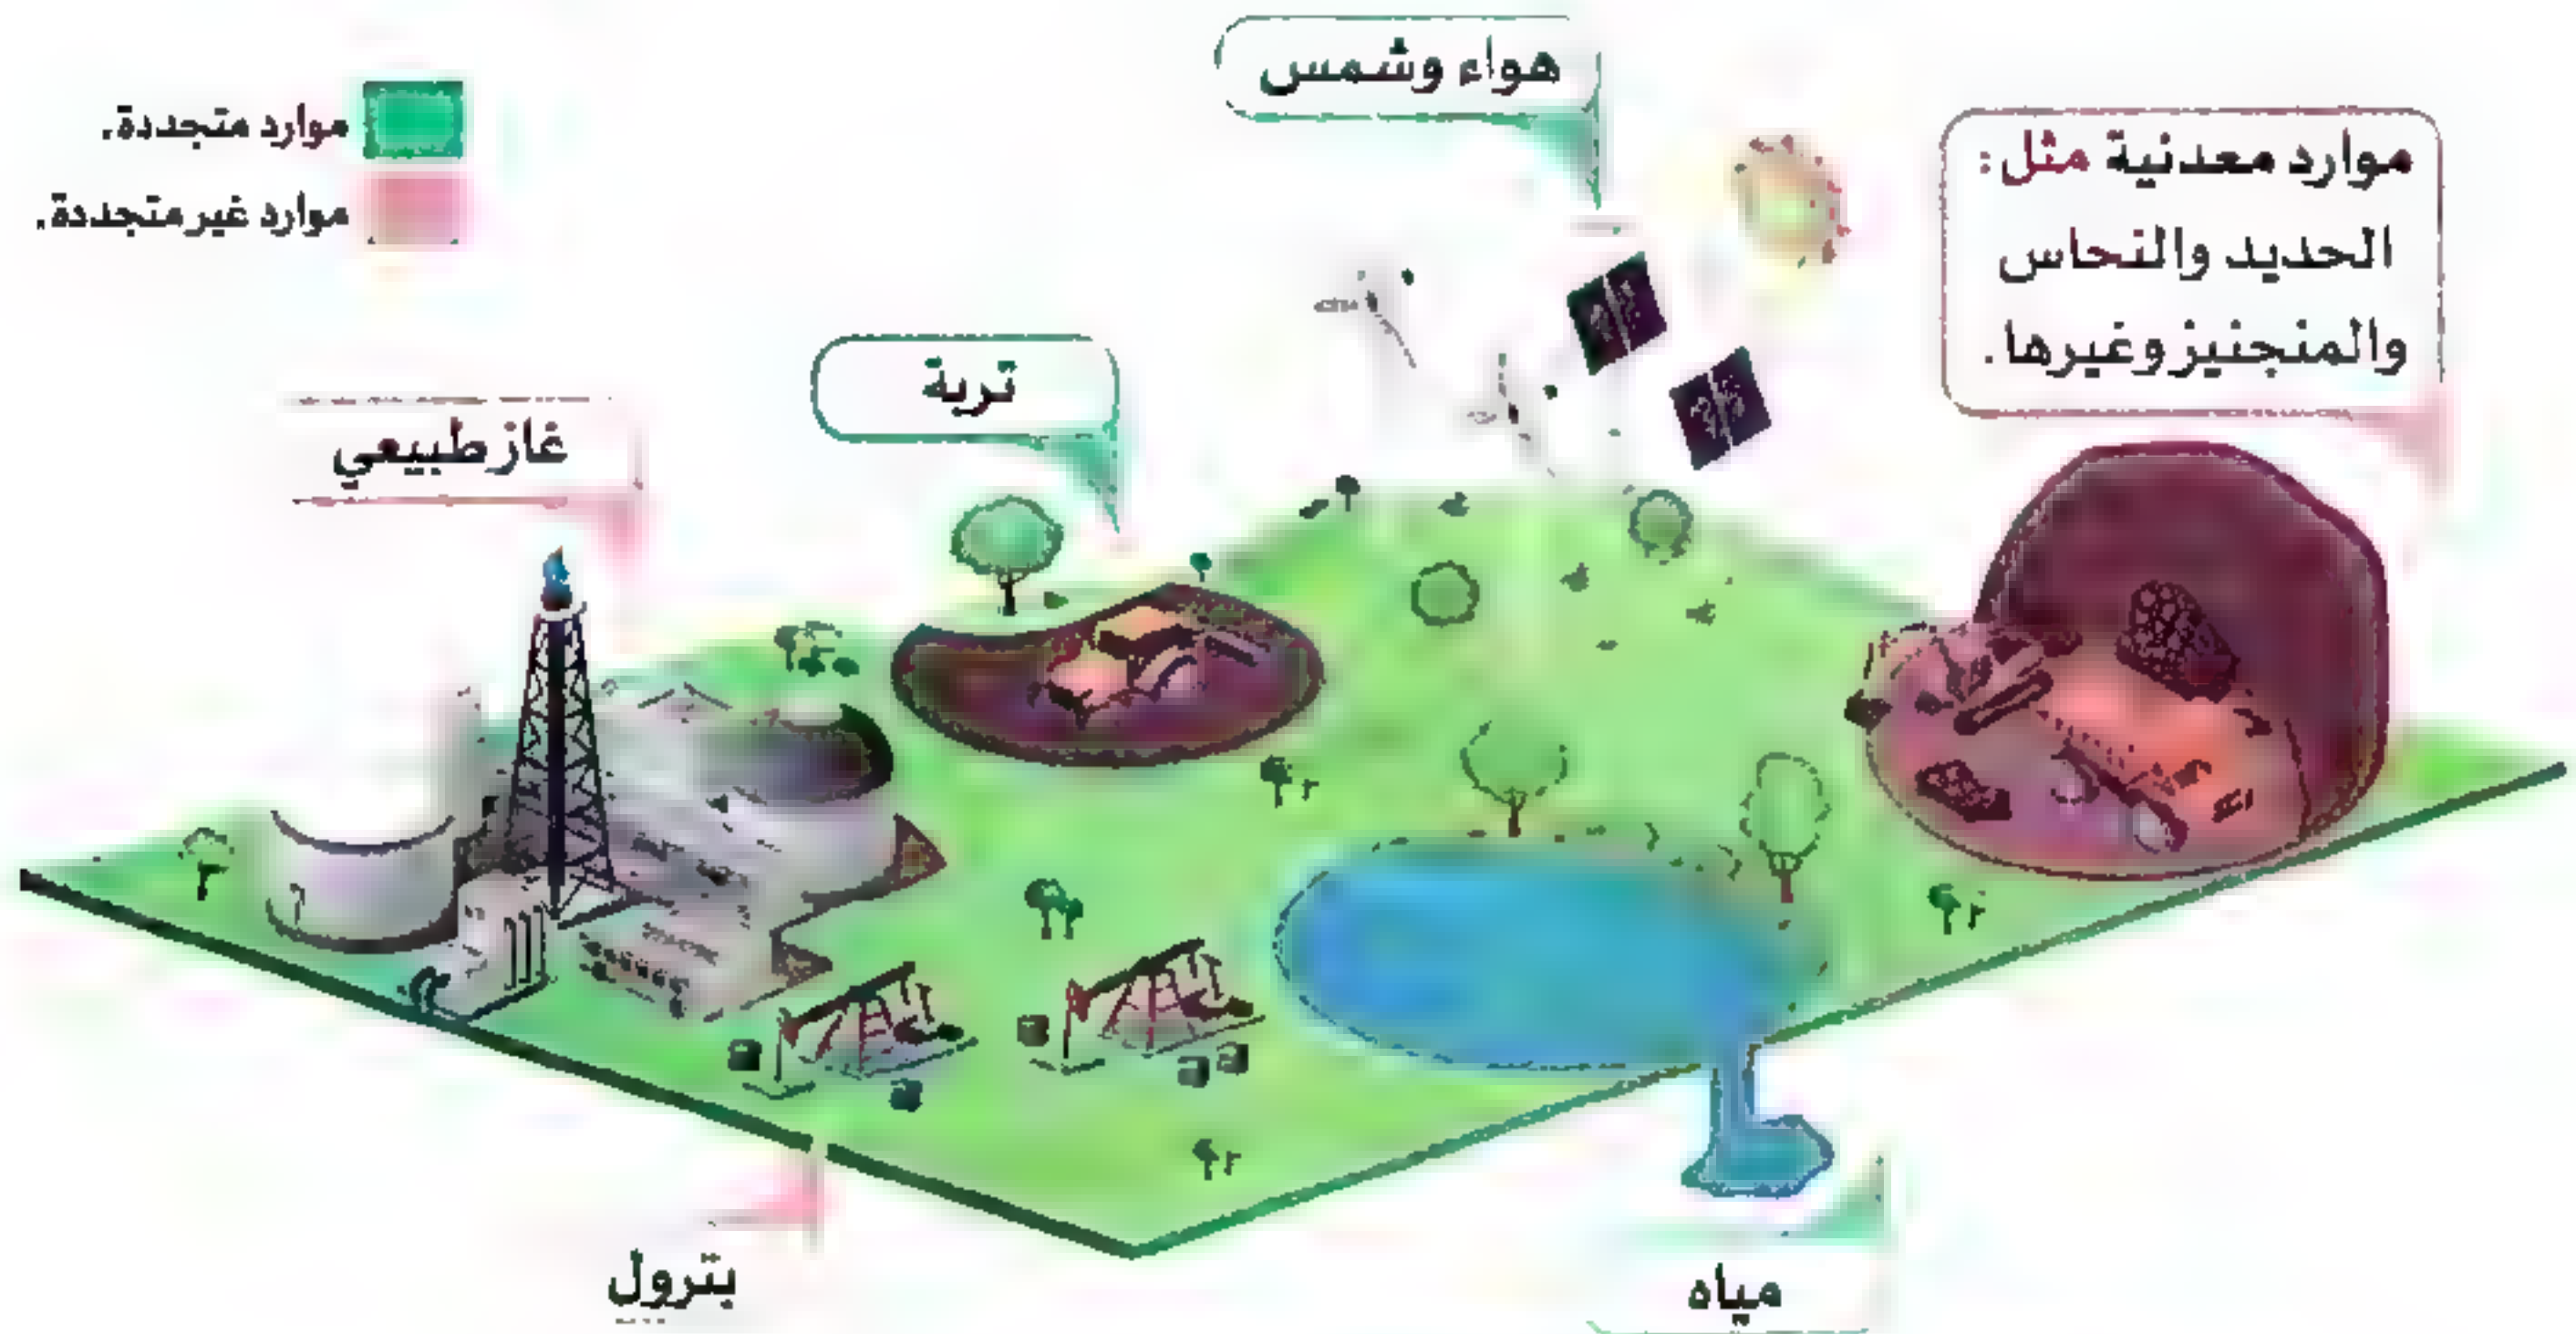 هواء وشمس
موارد معدنية مثل:
الحديد والنحاس
والمنجنيز وغيرها.
موارد متجددة.
موارد غير متجددة.
تربة
غاز طبيعي
بترول
مياه